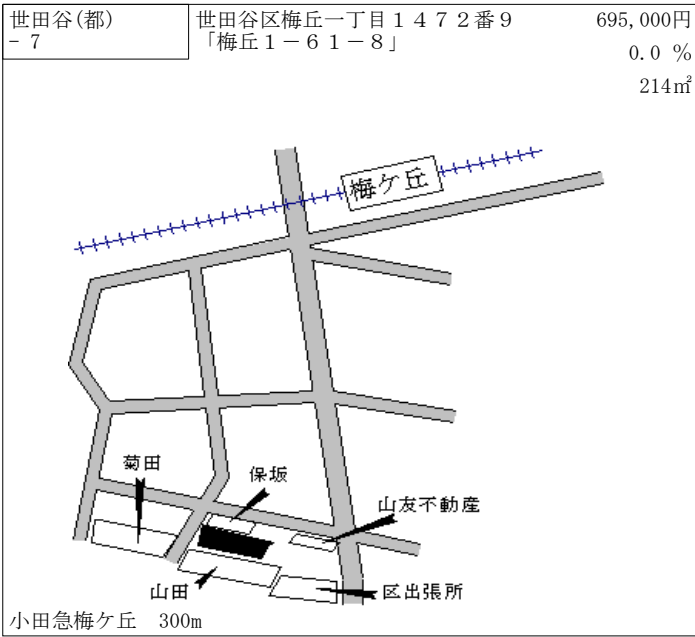 世田谷(都)
- 7
世田谷区梅丘一丁目１４７２番９
「梅丘１－６１－８」
695,000円
0.0 %
214㎡
梅ケ丘
菊田
保坂
山友不動産
山田
区出張所
小田急梅ケ丘　300m